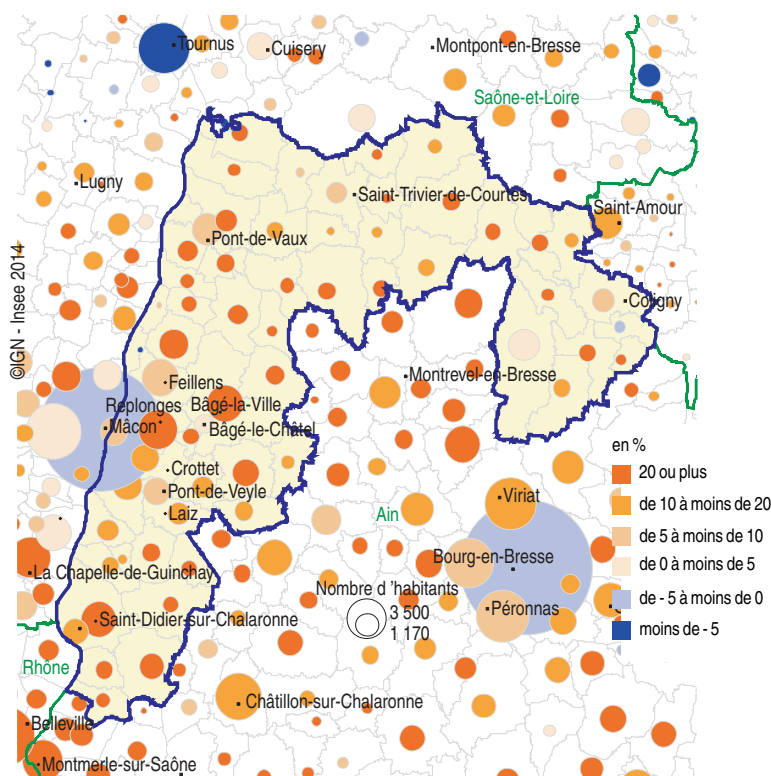 Tournus
Cuisery
Montpont-en-Bresse
Saône-et-Loire
Lugny
Saint-Trivier-de-Courtes
Saint-Amour
Pont-de-Vaux
©IGN - Insee 2014
Coligny
Feillens
Montrevel-en-Bresse
Replonges
Bâgé-la-Ville
Mâcon
Bâgé-le-Châtel
en %
20 ou plus
de 10 à moins de 20
de 5 à moins de 10
de 0 à moins de 5
de - 5 à moins de 0
moins de - 5
Crottet
Pont-de-Veyle
Viriat
Laiz
Ain
Bourg-en-Bresse
La Chapelle-de-Guinchay
Nombre d 'habitants
3 500
1 170
Péronnas
Saint-Didier-sur-Chalaronne
Rhône
Châtillon-sur-Chalaronne
Belleville
Montmerle-sur-Saône